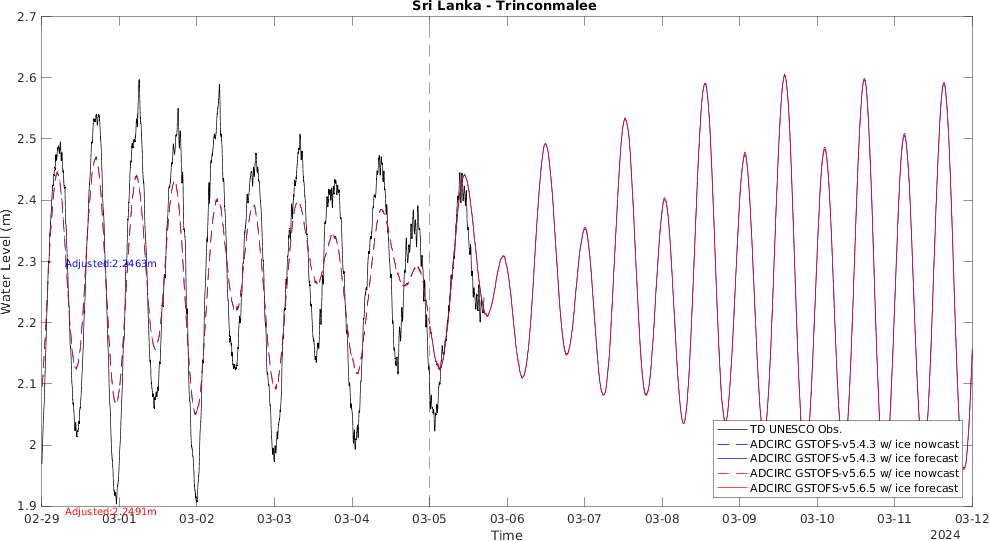 Sri Lanka - Trinconmalee
2.7
2.6
2.5
2.4
2.3
2.2
2.1
2
1.9
Water Level (m)
Adjusted:2.2463m
Adjusted:2.2491m
TD UNESCO Obs.
ADCIRC GSTOFS-v5.4.3 w/ ice nowcast
ADCIRC GSTOFS-v5.4.3 w/ ice forecast
ADCIRC GSTOFS-v5.6.5 w/ ice nowcast
ADCIRC GSTOFS-v5.6.5 w/ ice forecast
02-29 03-01 03-02 03-03 03-04 03-05 03-06 03-07 03-08 03-09 03-10 03-11 03-12
Time
2024